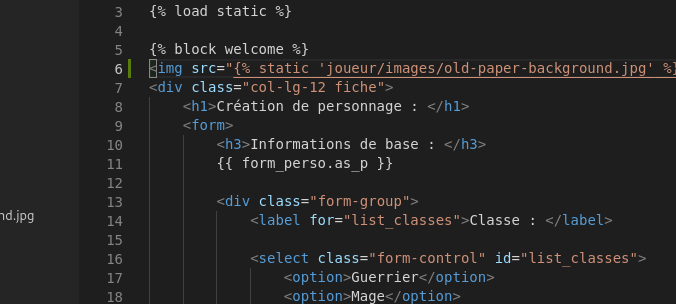 3 {% load static %}
4
5 {% block welcome %}
6 <img src="{% static 'joueur/images/old-paper-background.jpg' %}
7 <div class="col-lg-12 fiche">
8 <h1>Création de personnage : </h1>
9 <form>
10 <h3>Informations de base : </h3>
11 {{ form_perso.as_p }}
12
nd.jpg
13 <div class="form-group">
14 <label for="list_classes">Classe : </label>
15
16 <select class="form-control" id="list_classes">
17 <option>Guerrier</option>
18 <option>Mage</option>